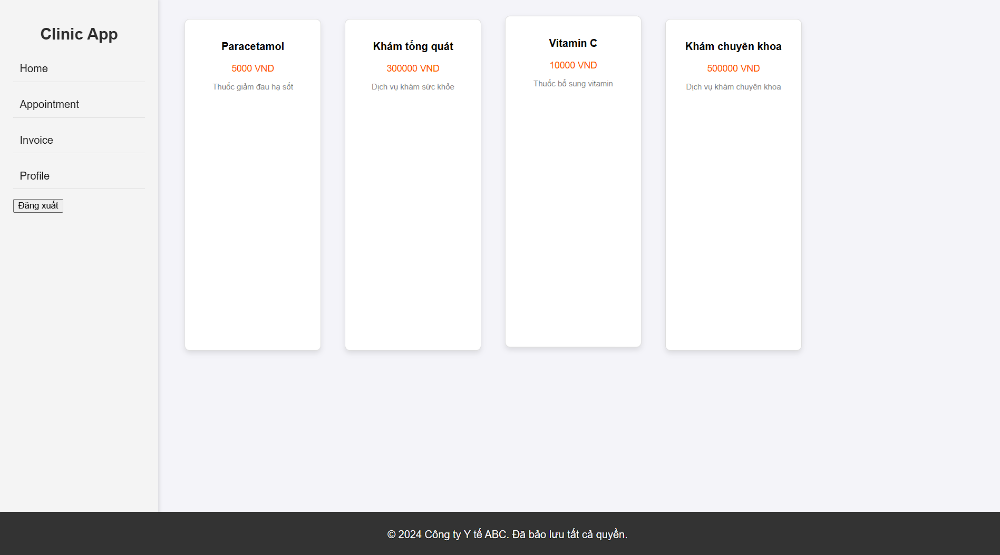 Clinic App
Home
Appointment
Invoice
Profile
Đăng xuất
Paracetamol
5000 VND
Thuốc giảm đau hạ sốt
Khám tổng quát
300000 VND
Dịch vụ khám sức khỏe
Vitamin C
10000 VND
Thuốc bổ sung vitamin
Khám chuyên khoa
500000 VND
Dịch vụ khám chuyên khoa
© 2024 Công ty Y tế ABC. Đã bảo lưu tất cả quyền.